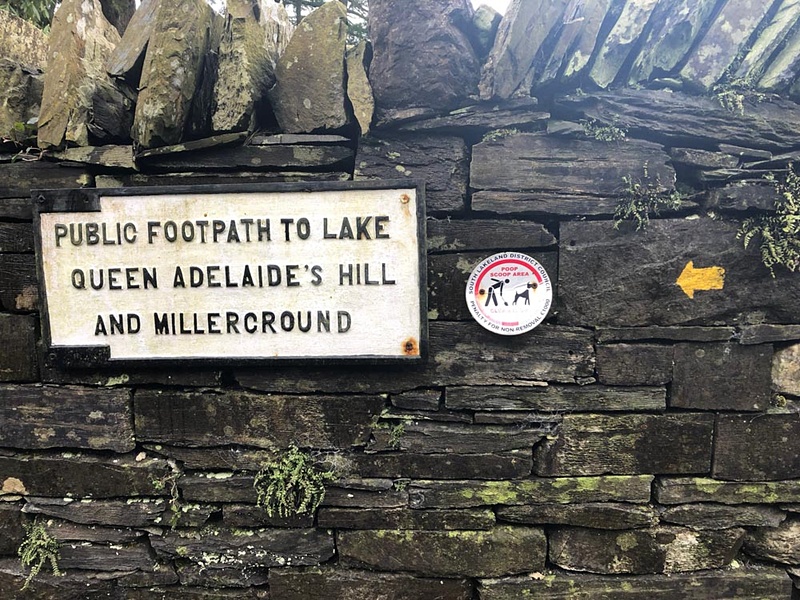 PUBLIC FOOTPATH TO LAKE
QUEEN ADELAIDE'S HILL
AND MILLERGROUND
SOUTH LAKELAND DISTRICT COUNCIL
POOP
SCOOP AREA
PENALTY FOR NON REMOVAL £1000